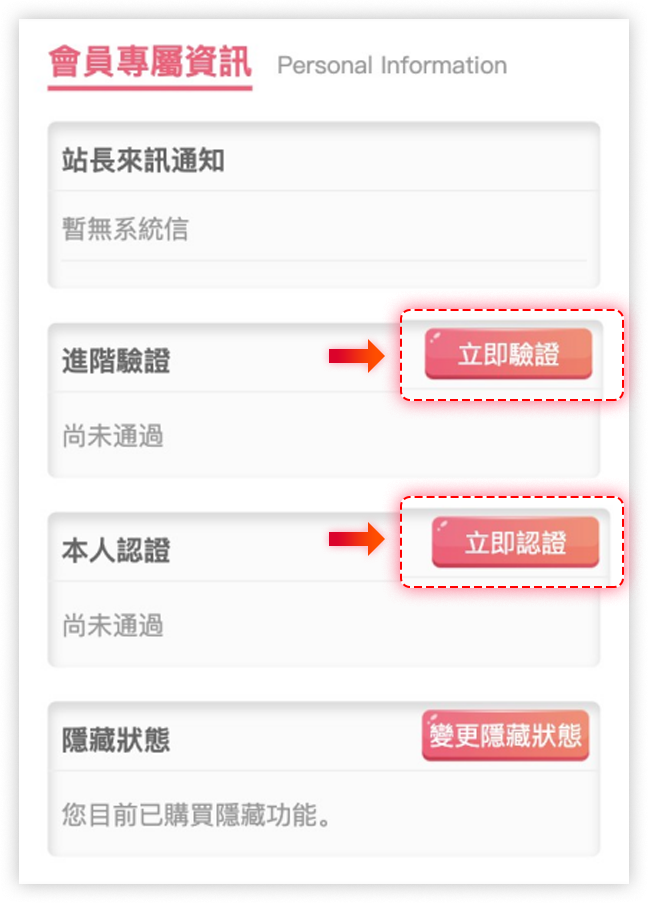 會員專屬資訊 Personal Information
站長來訊通知
暫無系統信
進階驗證 立即驗證
尚未通過
本人認證 立即認證
尚未通過
隱藏狀態 變更隱藏狀態
您目前已購買隱藏功能。